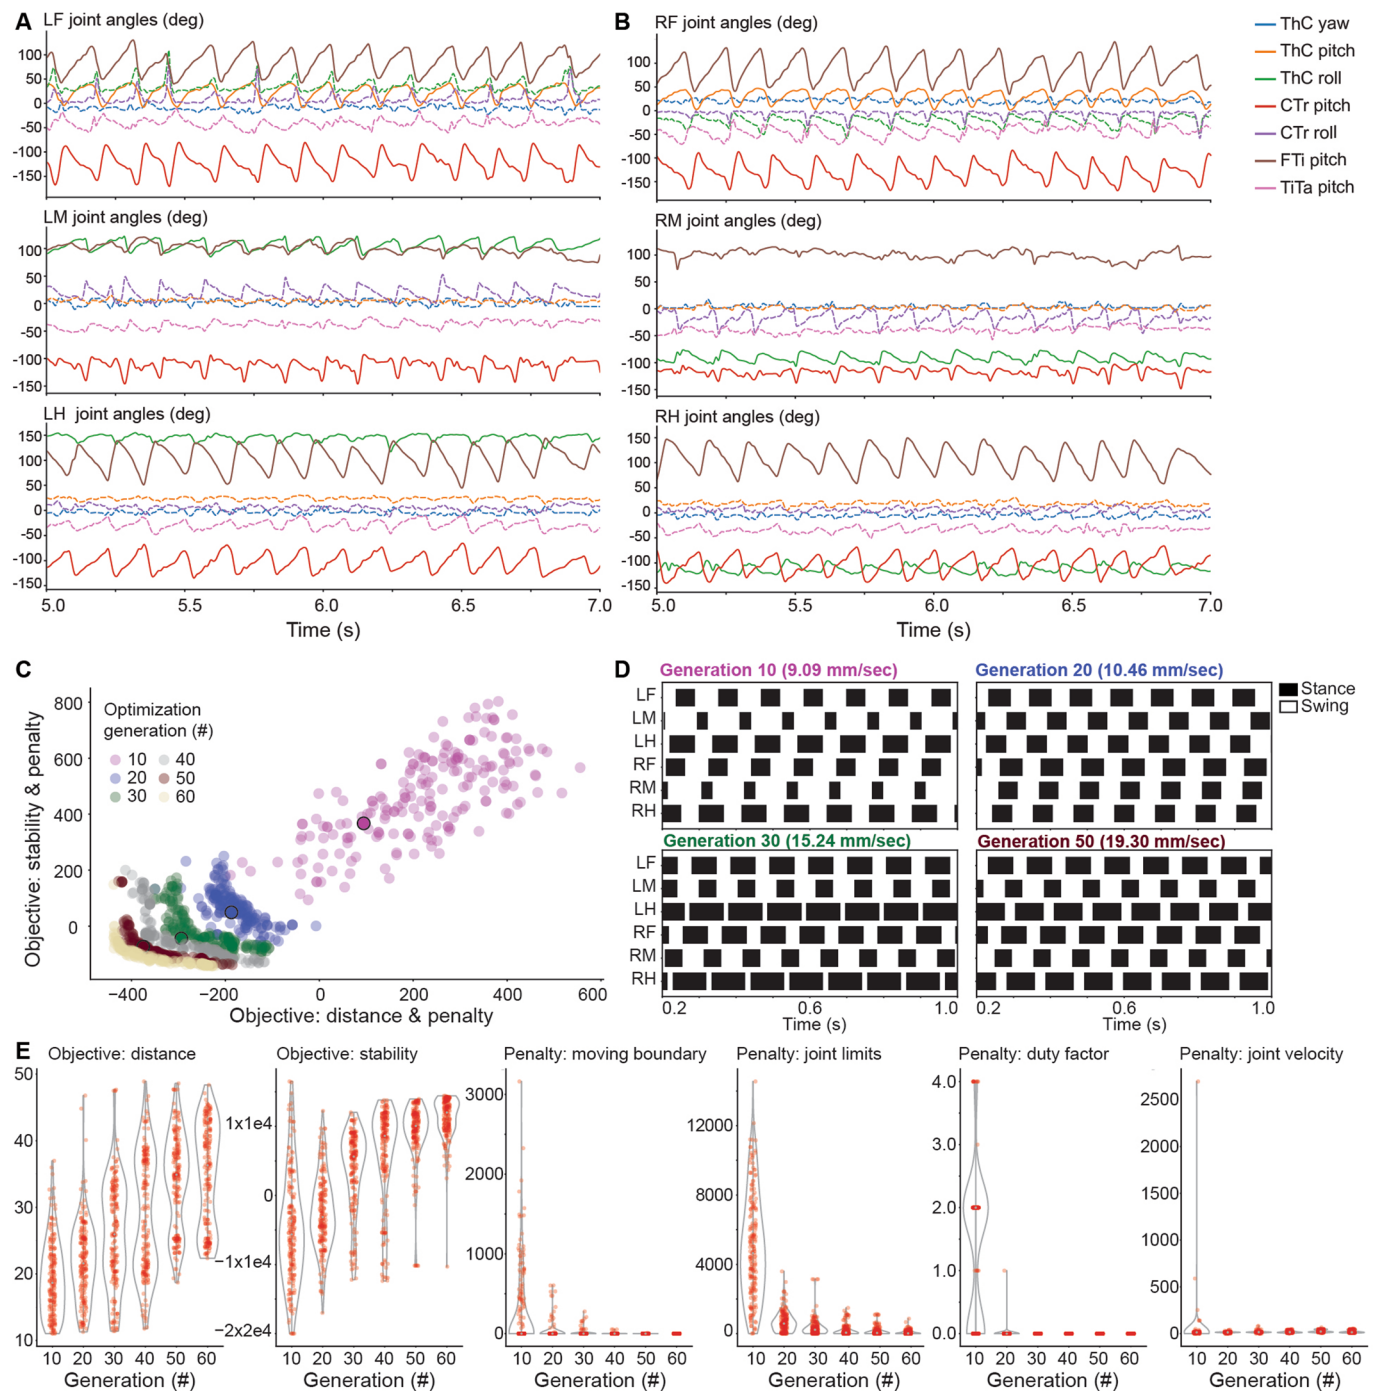 A LF joint angles (deg)
100
50
0
-50
-100
-150
LM joint angles (deg)
100
50
0
-50
-100
-150
LH joint angles (deg)
150
100
50
0
-50
-100
-150
5.0 5.5 6.0 6.5 7.0
Time (s)
B RF joint angles (deg)
100
50
0
-50
-100
-150
RM joint angles (deg)
100
50
0
-50
-100
-150
RH joint angles (deg)
150
100
50
0
-50
-100
-150
5.0 5.5 6.0 6.5 7.0
Time (s)
ThC yaw
ThC pitch
ThC roll
CTr pitch
CTr roll
FTi pitch
TiTa pitch
C
Objective: stability & penalty
800
600
400
200
0
Optimization
generation (#)
10 40
20 50
30 60
−400 −200 0 200 400 600
Objective: distance & penalty
D
Generation 10 (9.09 mm/sec) Generation 20 (10.46 mm/sec)
Stance
Swing
LF
LM
LH
RF
RM
RH
Generation 30 (15.24 mm/sec) Generation 50 (19.30 mm/sec)
LF
LM
LH
RF
RM
RH
0.2 0.6 1.0 0.2 0.6 1.0
Time (s) Time (s)
E Objective: distance
50
40
30
20
10
10 20 30 40 50 60
Generation (#)
Objective: stability
1x1e4
0
−1x1e4
−2x2e4
10 20 30 40 50 60
Generation (#)
Penalty: moving boundary
3000
2000
1000
0
10 20 30 40 50 60
Generation (#)
Penalty: joint limits
12000
8000
4000
0
10 20 30 40 50 60
Generation (#)
Penalty: duty factor
4.0
3.0
2.0
1.0
0.0
10 20 30 40 50 60
Generation (#)
Penalty: joint velocity
2500
2000
1500
1000
500
0
10 20 30 40 50 60
Generation (#)